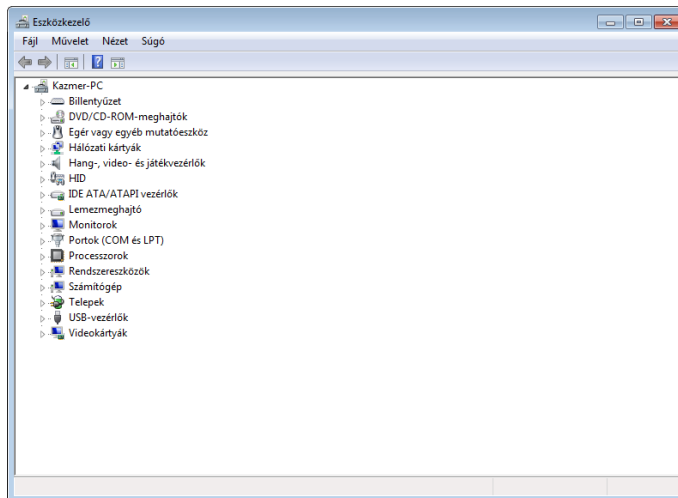 Eszközkezelő
Fájl Művelet Nézet Súgó
Kazmer-PC
Billentyűzet
DVD/CD-ROM-meghajtók
Egér vagy egyéb mutatóeszköz
Hálózati kártyák
Hang-, video- és játékvezérlők
HID
IDE ATA/ATAPI vezérlők
Lemezmeghajtó
Monitorok
Portok (COM és LPT)
Processzorok
Rendszereszközök
Számítógép
Telepek
USB-vezérlők
Videokártyák